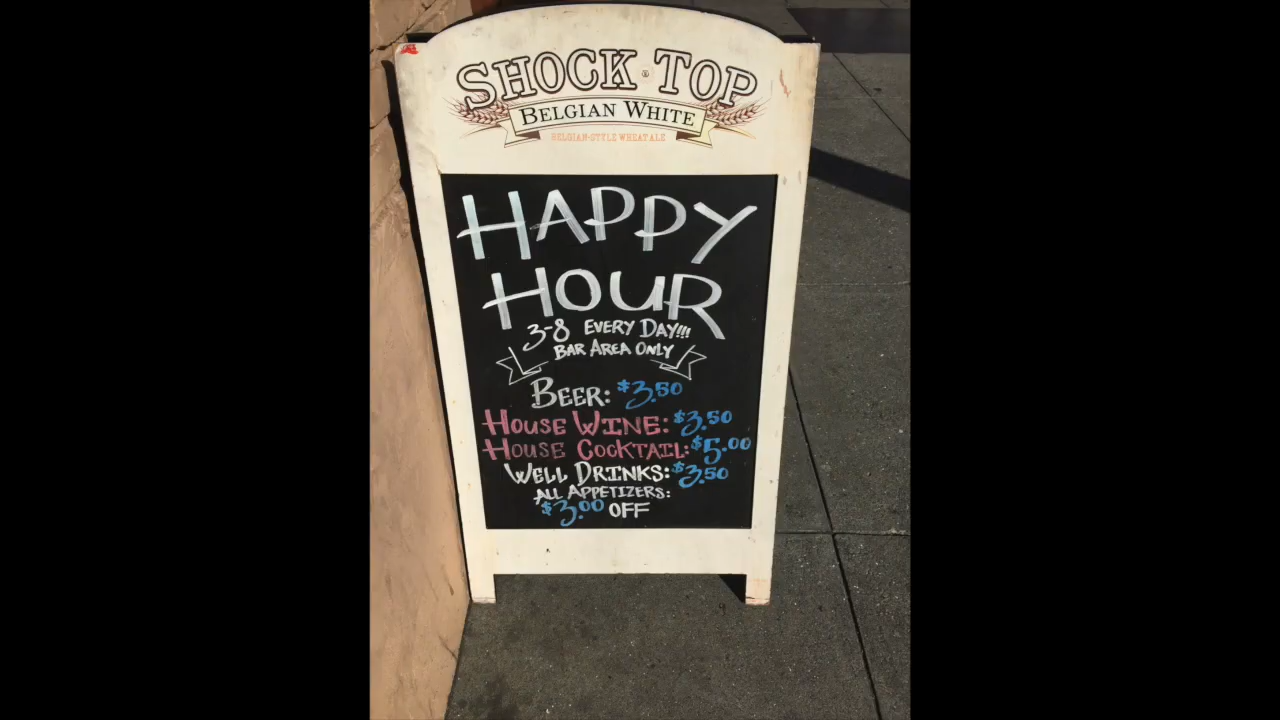 SHOCK TOP
BELGIAN WHITE
BELGIAN-STYLE WHEAT ALE
HAPPY
HOUR
3-8 EVERY DAY!!!
BAR AREA ONLY
BEER: $3.50
HOUSE WINE: $3.50
HOUSE COCKTAIL: $5.00
WELL DRINKS: $3.50
ALL APPETIZERS:
$3.00 OFF